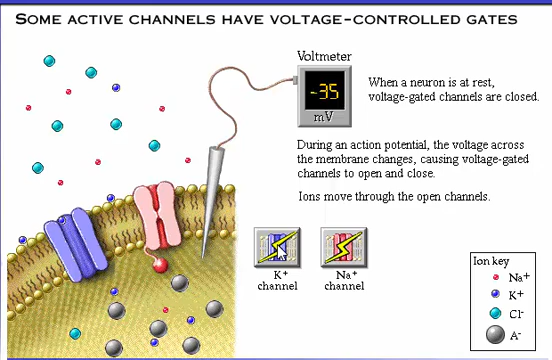 SOME ACTIVE CHANNELS HAVE VOLTAGE-CONTROLLED GATES
Voltmeter
-35
mV
When a neuron is at rest,
voltage-gated channels are closed.
During an action potential, the voltage across
the membrane changes, causing voltage-gated
channels to open and close.
Ions move through the open channels.
K+
channel
Na+
channel
Ion key
Na+
K+
Cl-
A-